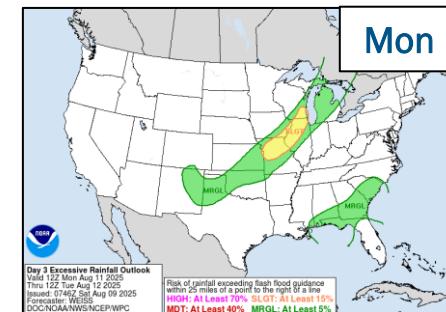 Mon
SLGT
MRGL
MRGL
NOAA
Day 3 Excessive Rainfall Outlook
Valid 12Z Mon Aug 11 2025
Thru 12Z Tue Aug 12 2025
Issued: 0746Z Sat Aug 09 2025
Forecaster: WEISS
DOC/NOAA/NWS/NCEP/WPC
Risk of rainfall exceeding flash flood guidance
within 25 miles of a point to the right of a line
HIGH: At Least 70% SLGT: At Least 15%
MDT: At Least 40% MRGL: At Least 5%